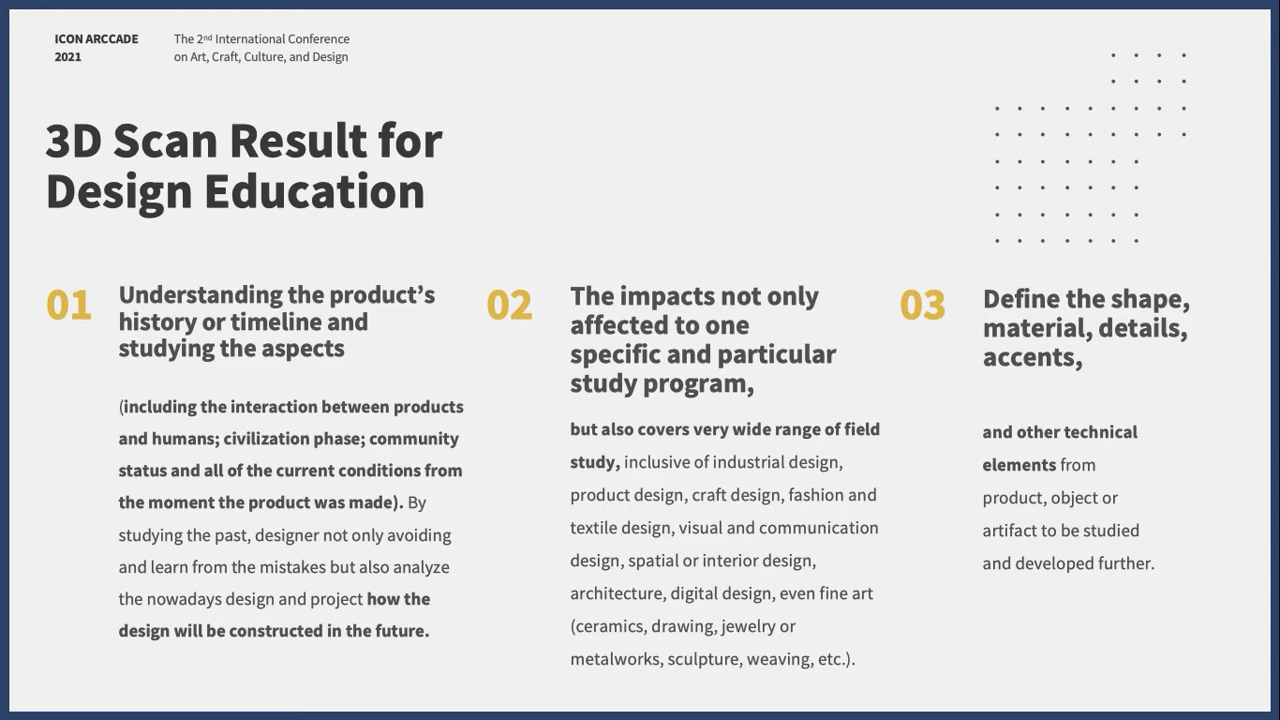 ICON ARCCADE
2021
The 2nd International Conference
on Art, Craft, Culture, and Design
3D Scan Result for
Design Education
01
Understanding the product’s
history or timeline and
studying the aspects
(including the interaction between products
and humans; civilization phase; community
status and all of the current conditions from
the moment the product was made). By
studying the past, designer not only avoiding
and learn from the mistakes but also analyze
the nowadays design and project how the
design will be constructed in the future.
02
The impacts not only
affected to one
specific and particular
study program,
but also covers very wide range of field
study, inclusive of industrial design,
product design, craft design, fashion and
textile design, visual and communication
design, spatial or interior design,
architecture, digital design, even fine art
(ceramics, drawing, jewelry or
metalworks, sculpture, weaving, etc.).
03
Define the shape,
material, details,
accents,
and other technical
elements from
product, object or
artifact to be studied
and developed further.